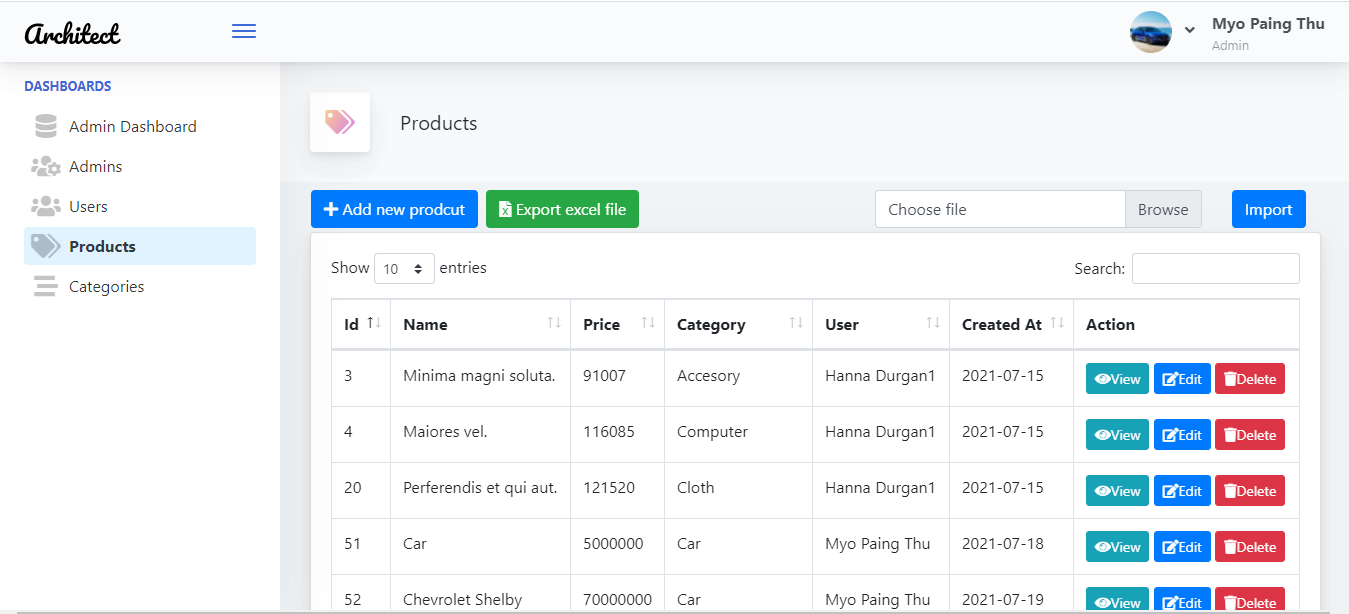 Architect
Myo Paing Thu
Admin
DASHBOARDS
Admin Dashboard
Admins
Users
Products
Categories
Products
Add new prodcut Export excel file Choose file Browse Import
Show 10 entries Search:
Id Name Price Category User Created At Action
3 Minima magni soluta. 91007 Accesory Hanna Durgan1 2021-07-15 View Edit Delete
4 Maiores vel. 116085 Computer Hanna Durgan1 2021-07-15 View Edit Delete
20 Perferendis et qui aut. 121520 Cloth Hanna Durgan1 2021-07-15 View Edit Delete
51 Car 5000000 Car Myo Paing Thu 2021-07-18 View Edit Delete
52 Chevrolet Shelby 70000000 Car Myo Paing Thu 2021-07-19 View Edit Delete